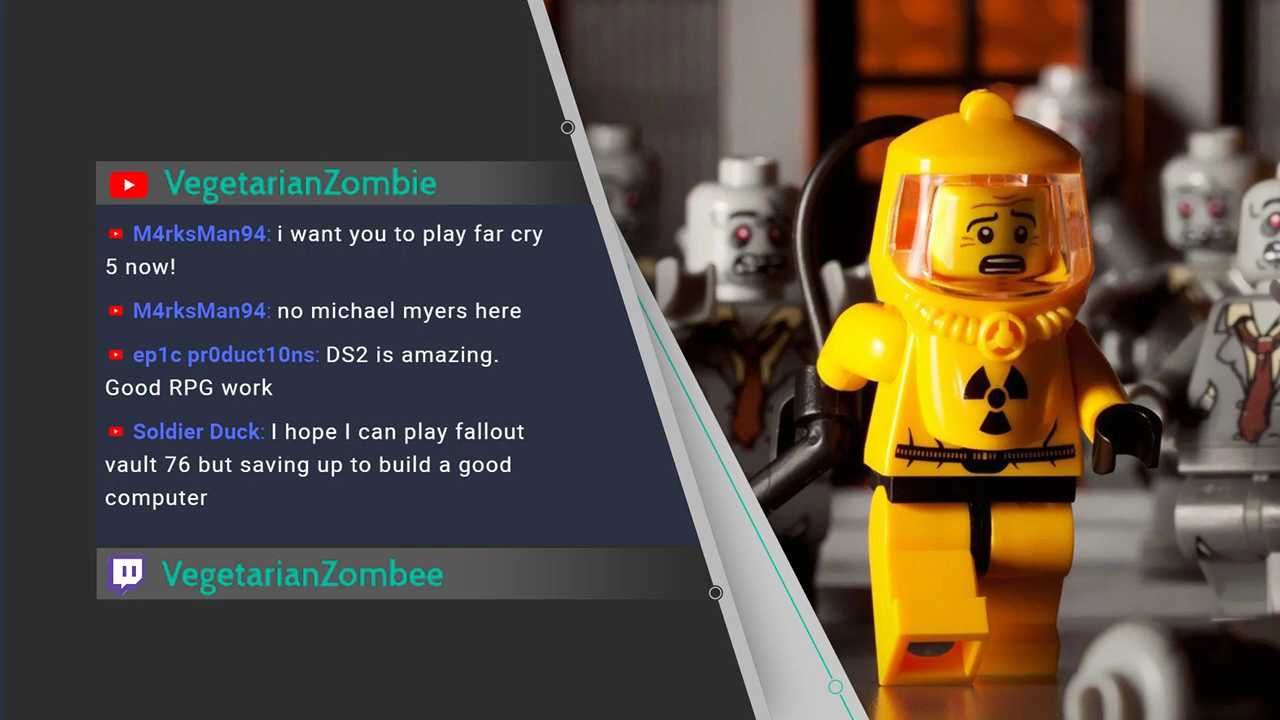 VegetarianZombie
M4rksMan94: i want you to play far cry
5 now!
M4rksMan94: no michael myers here
ep1c pr0duct10ns: DS2 is amazing.
Good RPG work
Soldier Duck: I hope I can play fallout
vault 76 but saving up to build a good
computer
VegetarianZombee